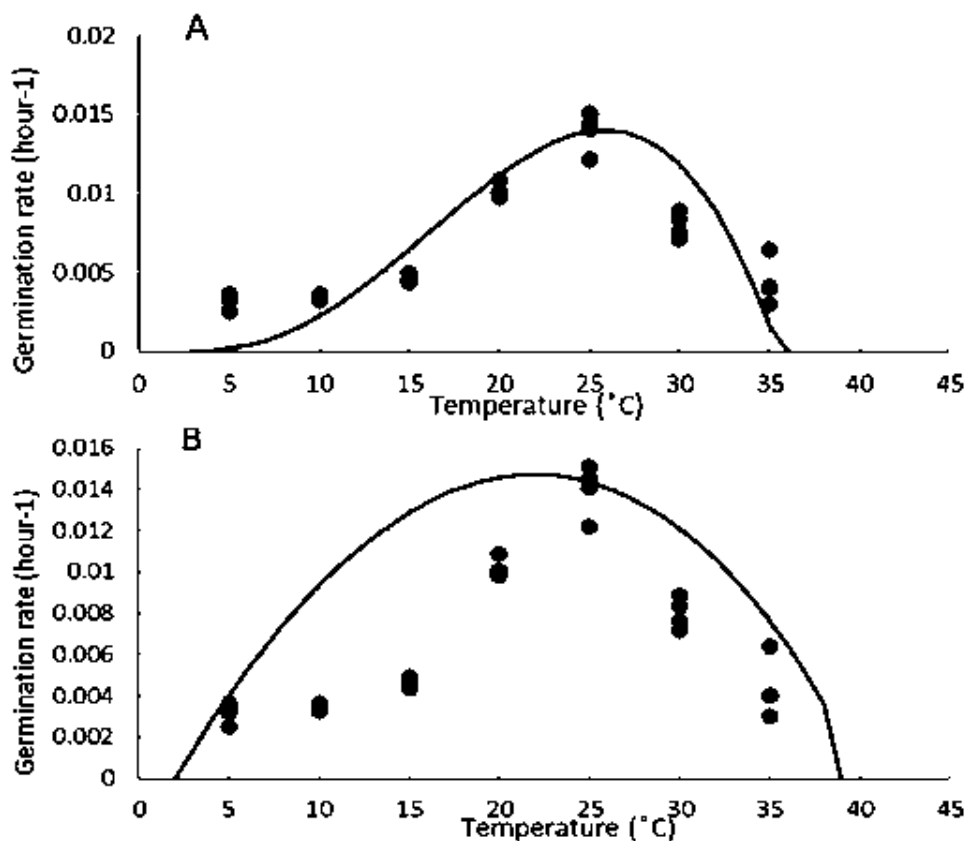 A
Germination rate (hour-1)
0.02
0.015
0.01
0.005
0
0 5 10 15 20 25 30 35 40 45
Temperature (˚C)
B
Germination rate (hour-1)
0.016
0.014
0.012
0.01
0.008
0.006
0.004
0.002
0
0 5 10 15 20 25 30 35 40 45
Temperature (˚C)